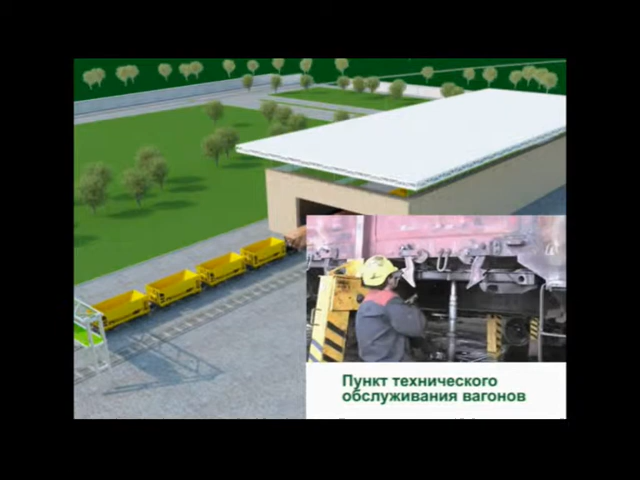 Пункт технического
обслуживания вагонов